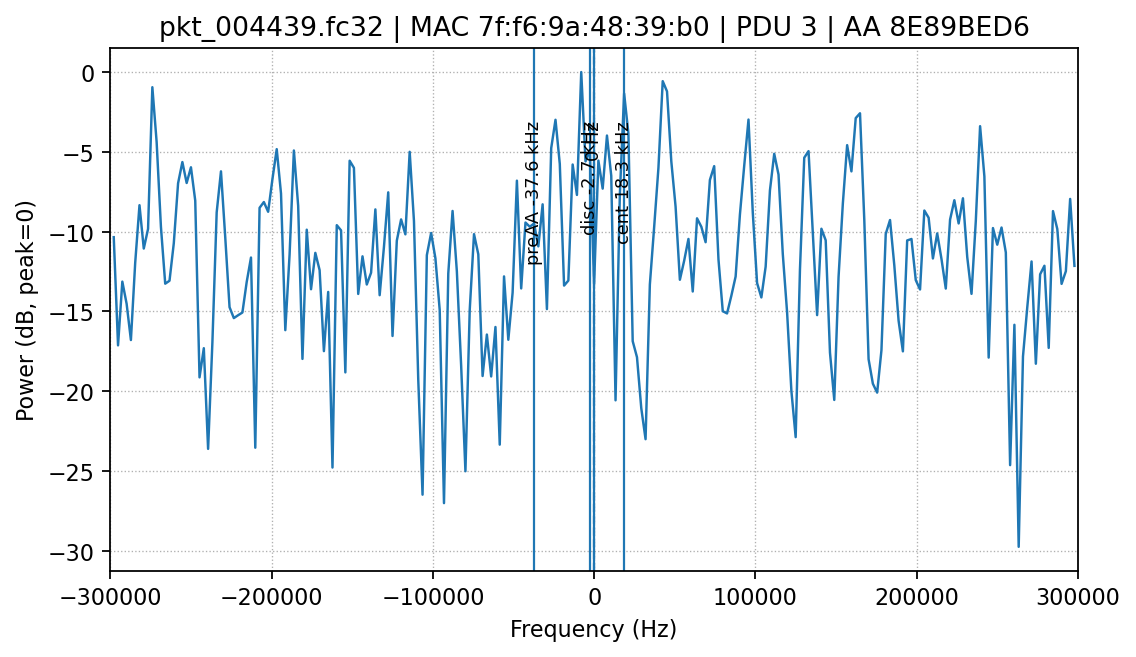 pkt_004439.fc32 | MAC 7f:f6:9a:48:39:b0 | PDU 3 | AA 8E89BED6
Power (dB, peak=0)
0
−5
−10
−15
−20
−25
−30
preAA -37.6 kHz
disc -2.7 kHz
cent 18.3 kHz
−300000
−200000
−100000
0
100000
200000
300000
Frequency (Hz)